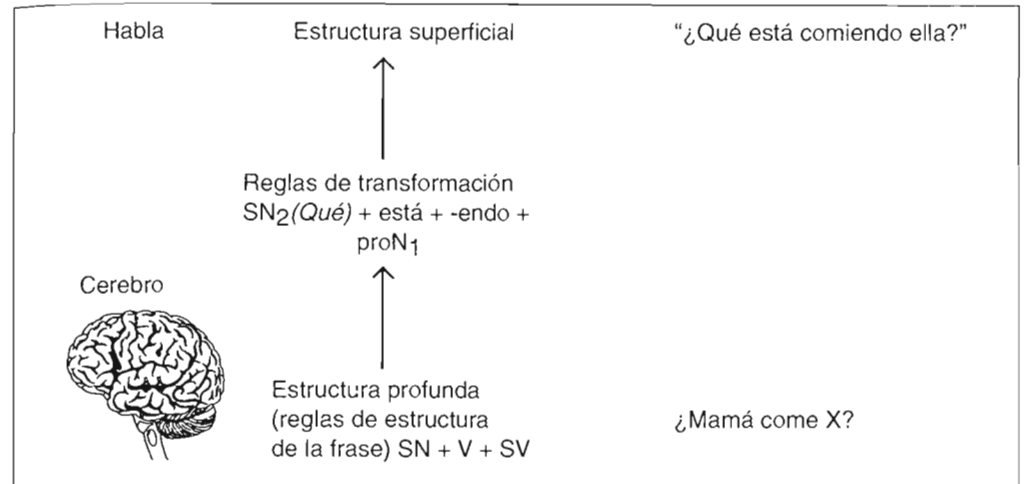 Habla Estructura superficial “¿Qué está comiendo ella?”
Reglas de transformación
SN2(Qué) + está + -endo +
proN1
Cerebro
Estructura profunda
(reglas de estructura ¿Mamá come X?
de la frase) SN + V + SV